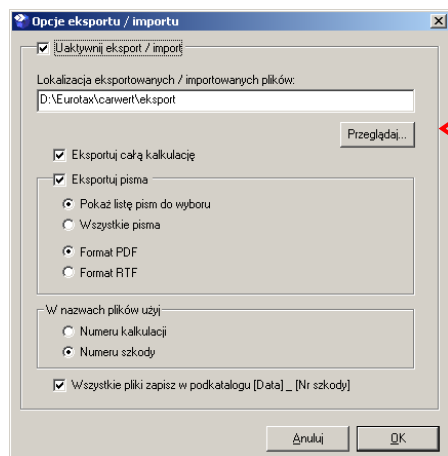 Opcje eksportu / importu
Uaktywnij eksport / import
Lokalizacja eksportowanych / importowanych plików:
D:\Eurotax\carwert\eksport
Przeglądaj...
Eksportuj całą kalkulację
Eksportuj pisma
Pokaż listę pism do wyboru
Wszystkie pisma
Format PDF
Format RTF
W nazwach plików użyj
Numeru kalkulacji
Numeru szkody
Wszystkie pliki zapisz w podkatalogu [Data] _ [Nr szkody]
Anuluj
OK